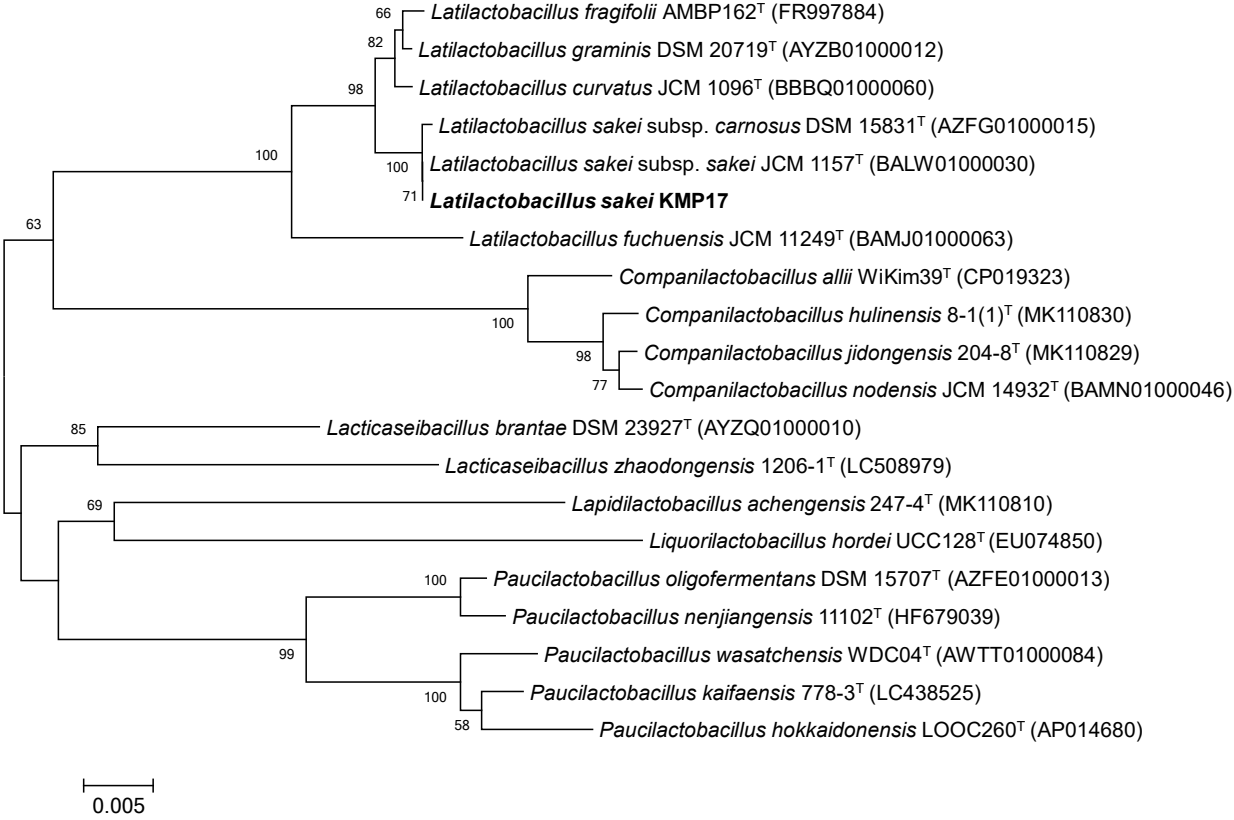 66
Latilactobacillus fragifolii AMBP162ᵀ (FR997884)
82
Latilactobacillus graminis DSM 20719ᵀ (AYZB01000012)
98
Latilactobacillus curvatus JCM 1096ᵀ (BBBQ01000060)
Latilactobacillus sakei subsp. carnosus DSM 15831ᵀ (AZFG01000015)
100
100
Latilactobacillus sakei subsp. sakei JCM 1157ᵀ (BALW01000030)
71
Latilactobacillus sakei KMP17
63
Latilactobacillus fuchuensis JCM 11249ᵀ (BAMJ01000063)
Companilactobacillus allii WiKim39ᵀ (CP019323)
100
Companilactobacillus hulinensis 8-1(1)ᵀ (MK110830)
98
Companilactobacillus jidongensis 204-8ᵀ (MK110829)
77
Companilactobacillus nodensis JCM 14932ᵀ (BAMN01000046)
85
Lacticaseibacillus brantae DSM 23927ᵀ (AYZQ01000010)
Lacticaseibacillus zhaodongensis 1206-1ᵀ (LC508979)
69
Lapidilactobacillus achengensis 247-4ᵀ (MK110810)
Liquorilactobacillus hordei UCC128ᵀ (EU074850)
100
Paucilactobacillus oligofermentans DSM 15707ᵀ (AZFE01000013)
Paucilactobacillus nenjiangensis 11102ᵀ (HF679039)
99
Paucilactobacillus wasatchensis WDC04ᵀ (AWTT01000084)
100
Paucilactobacillus kaifaensis 778-3ᵀ (LC438525)
58
Paucilactobacillus hokkaidonensis LOOC260ᵀ (AP014680)
0.005